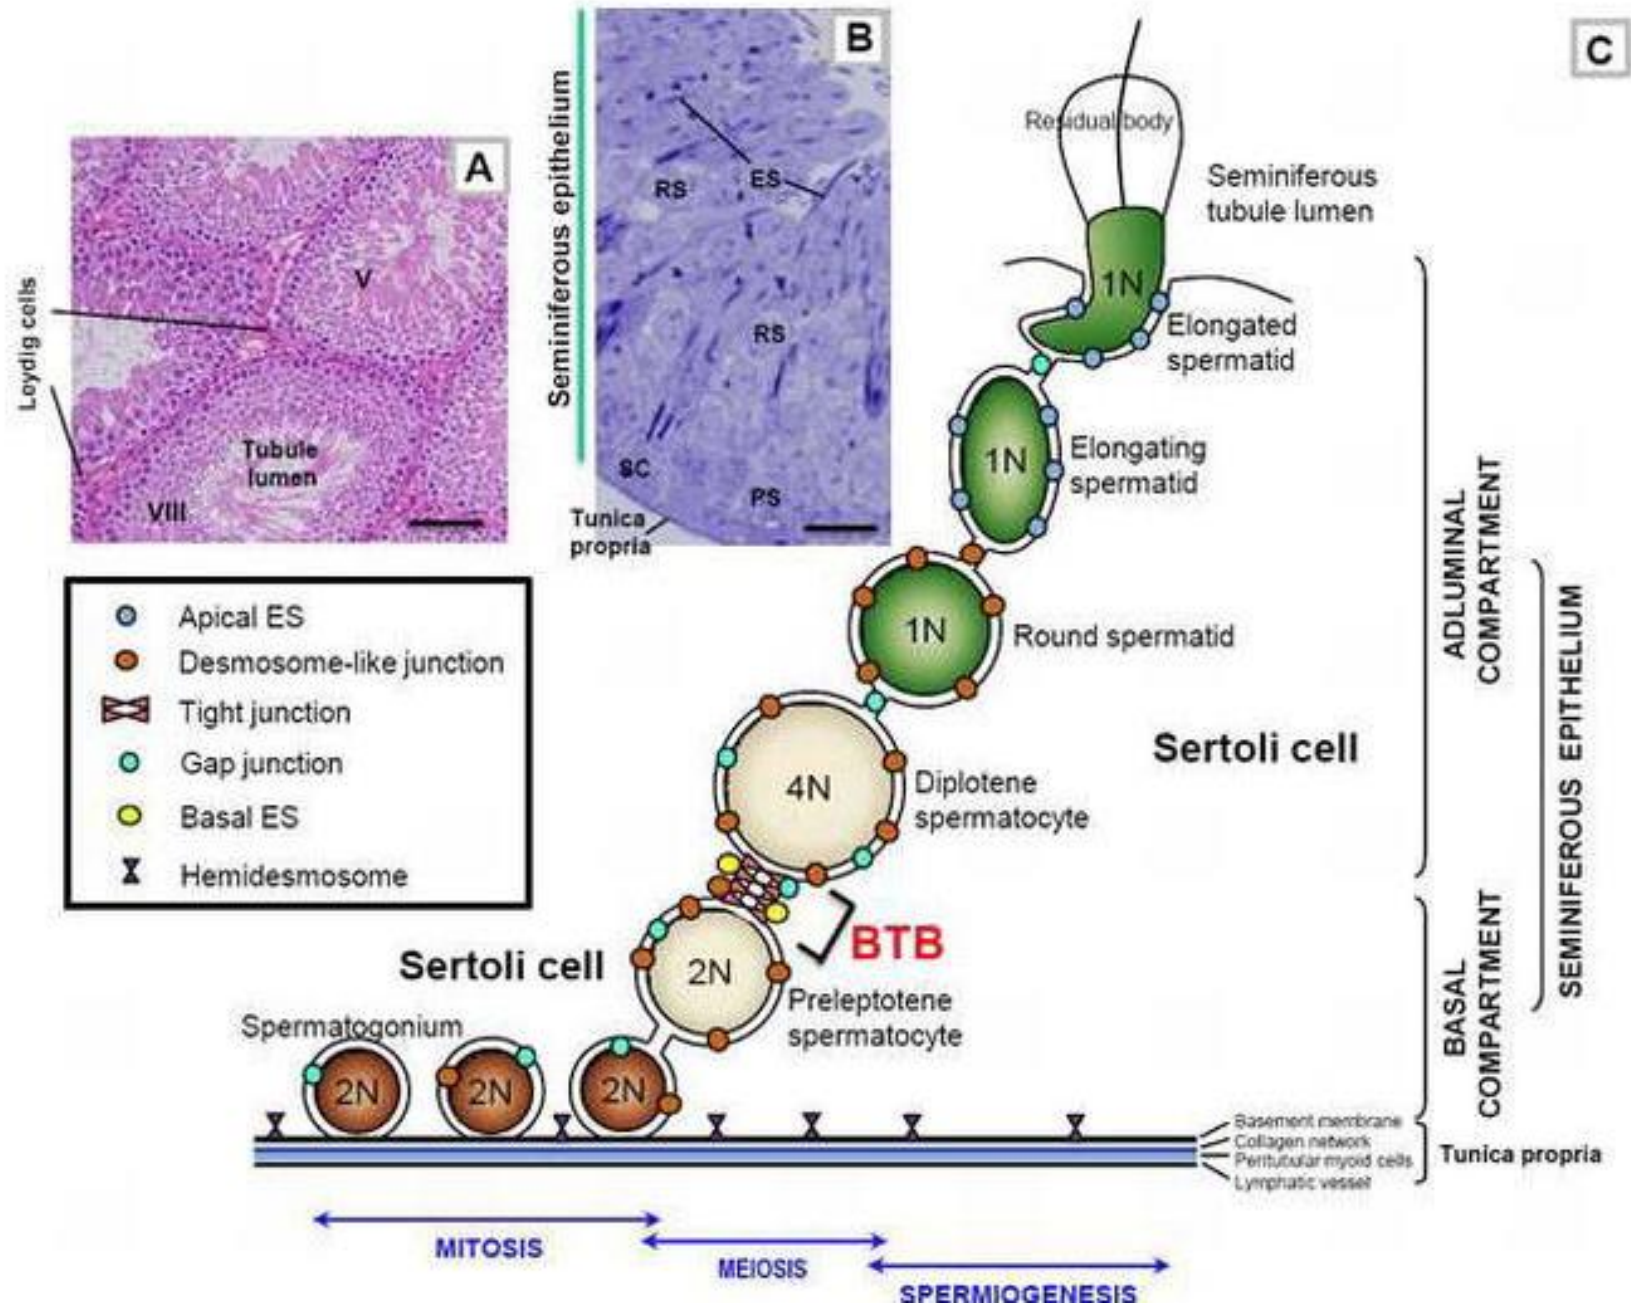 A
V
Leydig cells
Tubule
lumen
VIII
Seminiferous epithelium
B
ES
RS
RS
SC
PS
Tunica
propria
C
Residual body
Seminiferous
tubule lumen
1N
Elongated
spermatid
1N
Elongating
spermatid
1N
Round spermatid
4N
Diplotene
spermatocyte
Sertoli cell
BTB
Sertoli cell
2N
Preleptotene
spermatocyte
Spermatogonium
2N
2N
2N
Apical ES
Desmosome-like junction
Tight junction
Gap junction
Basal ES
Hemidesmosome
ADLUMINAL
COMPARTMENT
BASAL
COMPARTMENT
SEMINIFEROUS EPITHELIUM
Basement membrane
Collagen network
Peritubular myoid cells
Lymphatic vessel
Tunica propria
MITOSIS
MEIOSIS
SPERMIOGENESIS